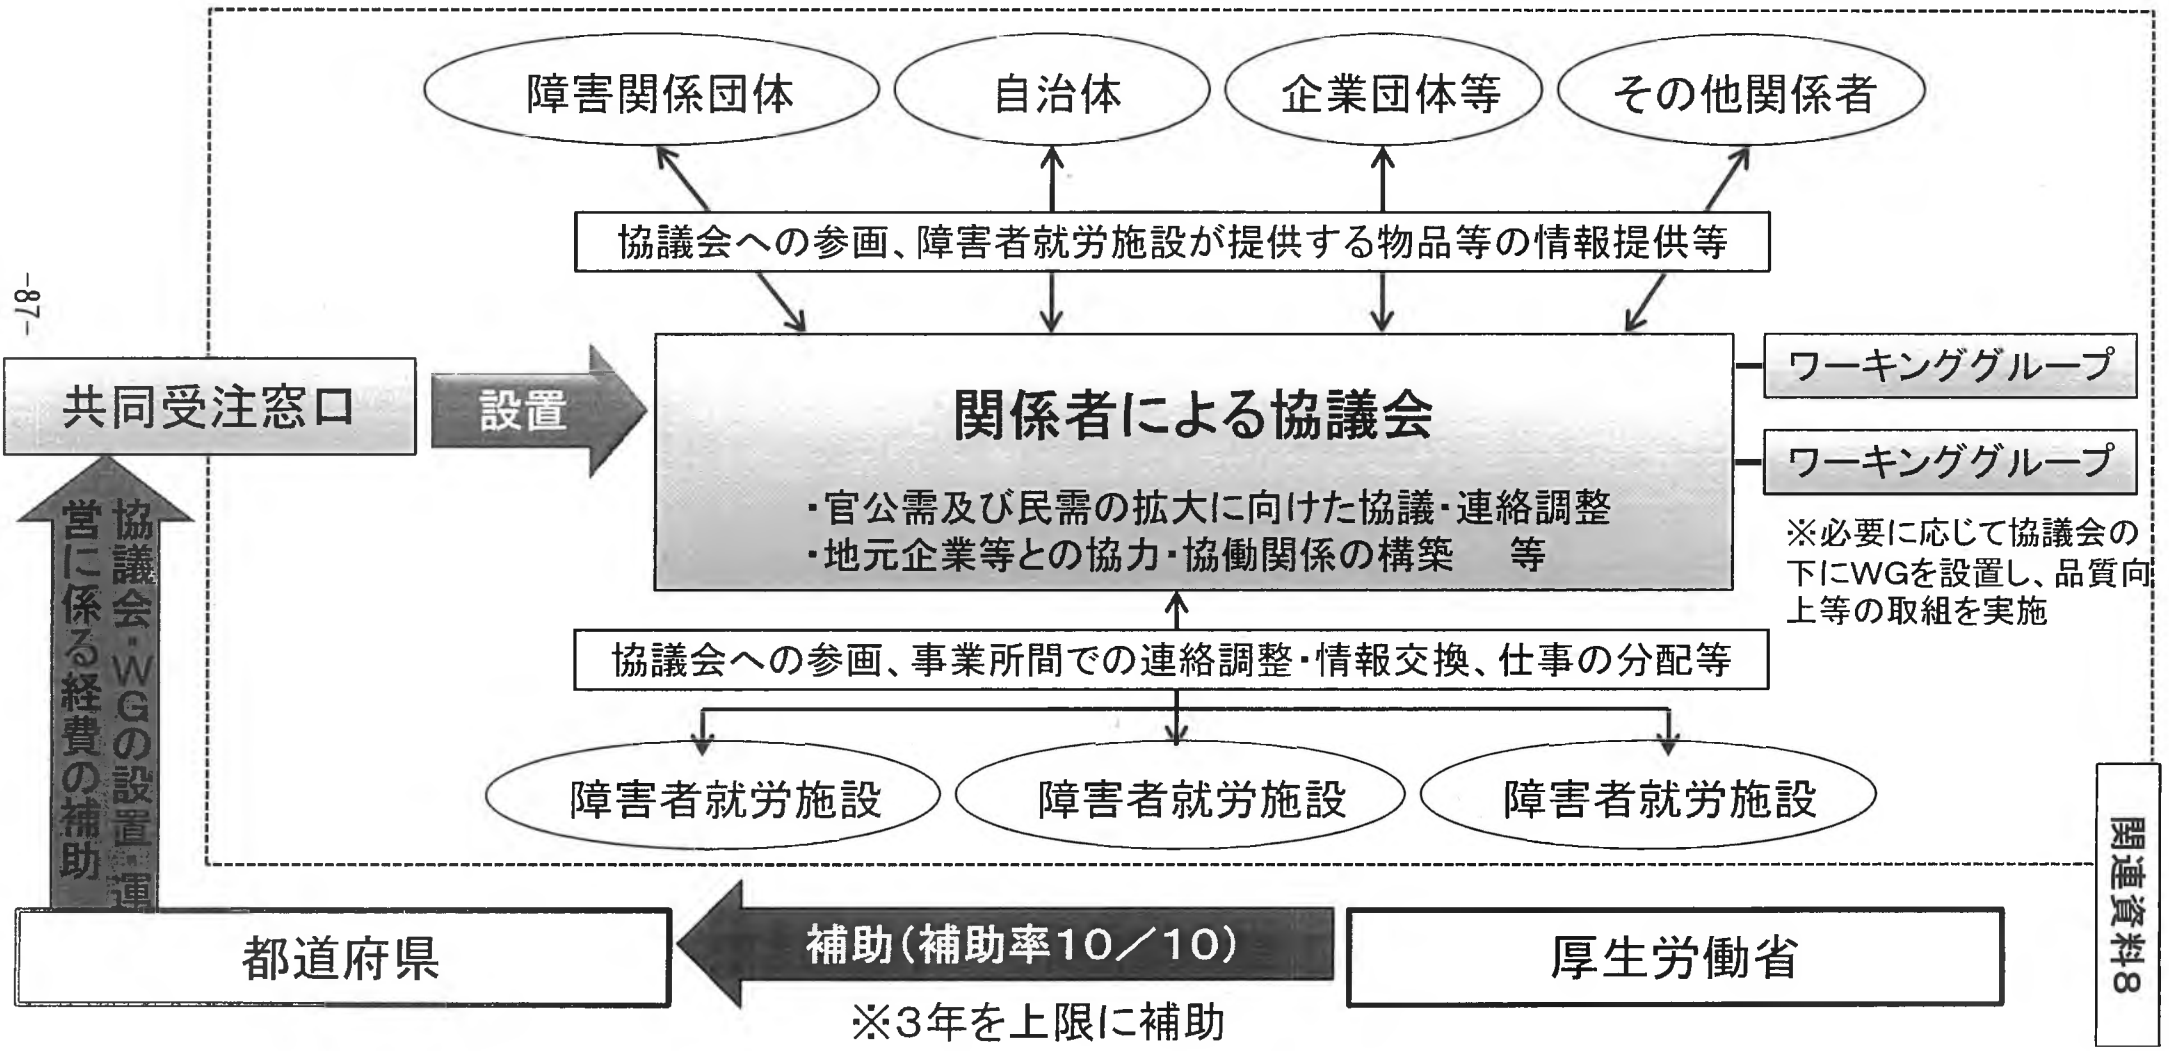 障害関係団体
自治体
企業団体等
その他関係者
協議会への参画、障害者就労施設が提供する物品等の情報提供等
-87-
共同受注窓口
設置
関係者による協議会
・官公需及び民需の拡大に向けた協議・連絡調整
・地元企業等との協力・協働関係の構築　等
ワーキンググループ
ワーキンググループ
※必要に応じて協議会の
下にWGを設置し、品質向
上等の取組を実施
協議会・WGの設置・運
営に係る経費の補助
協議会への参画、事業所間での連絡調整・情報交換、仕事の分配等
障害者就労施設
障害者就労施設
障害者就労施設
都道府県
補助(補助率10／10)
※3年を上限に補助
厚生労働省
関連資料8